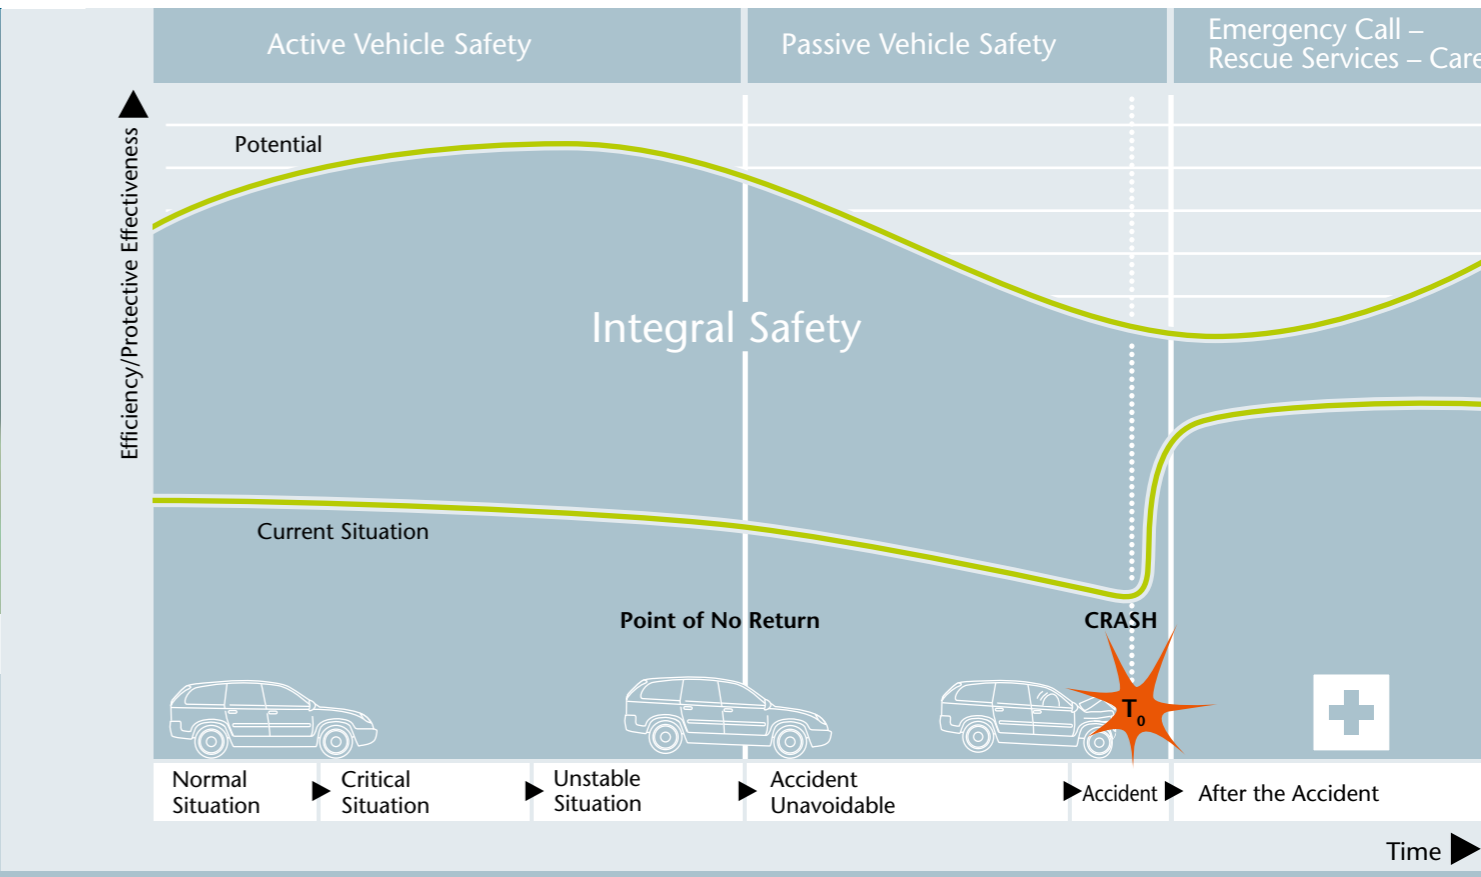 Active Vehicle Safety
Passive Vehicle Safety
Emergency Call –
Rescue Services – Care
Efficiency/Protective Effectiveness
Potential
Integral Safety
Current Situation
Point of No Return
CRASH
T0
Normal
Situation
Critical
Situation
Unstable
Situation
Accident
Unavoidable
Accident
After the Accident
Time